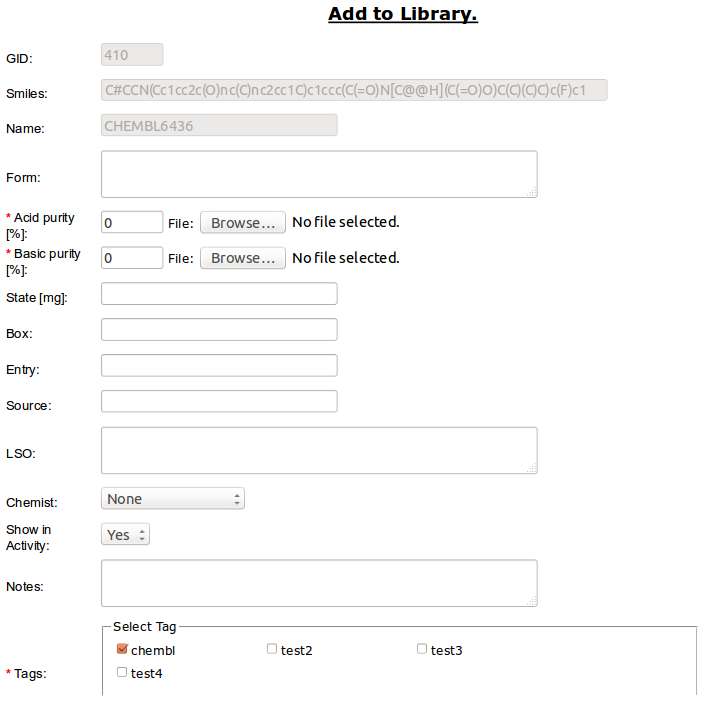 Add to Library.
GID: 410
Smiles: C#CCN(Cc1cc2c(O)nc(C)nc2cc1C)c1ccc(C(=O)N[C@@H](C(=O)O)C(C)(C)C)c(F)c1
Name: CHEMBL6436
Form:
* Acid purity [%]: 0 File: Browse... No file selected.
* Basic purity [%]: 0 File: Browse... No file selected.
State [mg]:
Box:
Entry:
Source:
LSO:
Chemist: None
Show in Activity: Yes
Notes:
Select Tag
chembl test2 test3
* Tags: test4